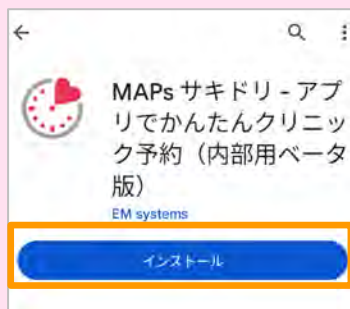 MAPs サキドリ - アプ
リでかんたんクリニッ
ク予約（内部用ベータ
版）
EM systems
インストール